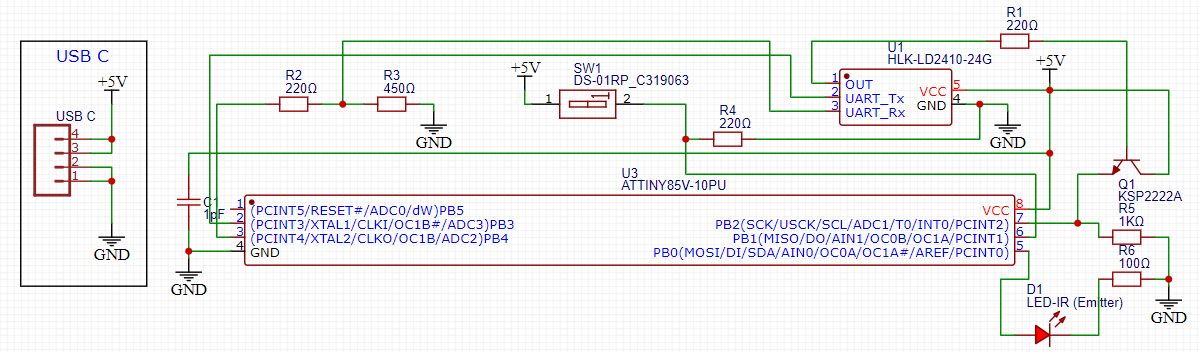 USB C
+5V
USB C
4
3
2
1
GND
R2
220Ω
R3
450Ω
GND
+5V
SW1
DS-01RP_C319063
1
2
R4
220Ω
U1
HLK-LD2410-24G
1
OUT
2
UART_Tx
3
UART_Rx
VCC
5
GND
4
GND
R1
220Ω
+5V
Q1
KSP2222A
R5
1KΩ
R6
100Ω
GND
D1
LED-IR (Emitter)
C1
1pF
GND
U3
ATTINY85V-10PU
1
(PCINT5/RESET#/ADC0/dW)PB5
2
(PCINT3/XTAL1/CLKI/OC1B#/ADC3)PB3
3
(PCINT4/XTAL2/CLKO/OC1B/ADC2)PB4
4
GND
VCC
8
PB2(SCK/USCK/SCL/ADC1/T0/INT0/PCINT2)
7
PB1(MISO/DO/AIN1/OC0B/OC1A/PCINT1)
6
PB0(MOSI/DI/SDA/AIN0/OC0A/OC1A#/AREF/PCINT0)
5